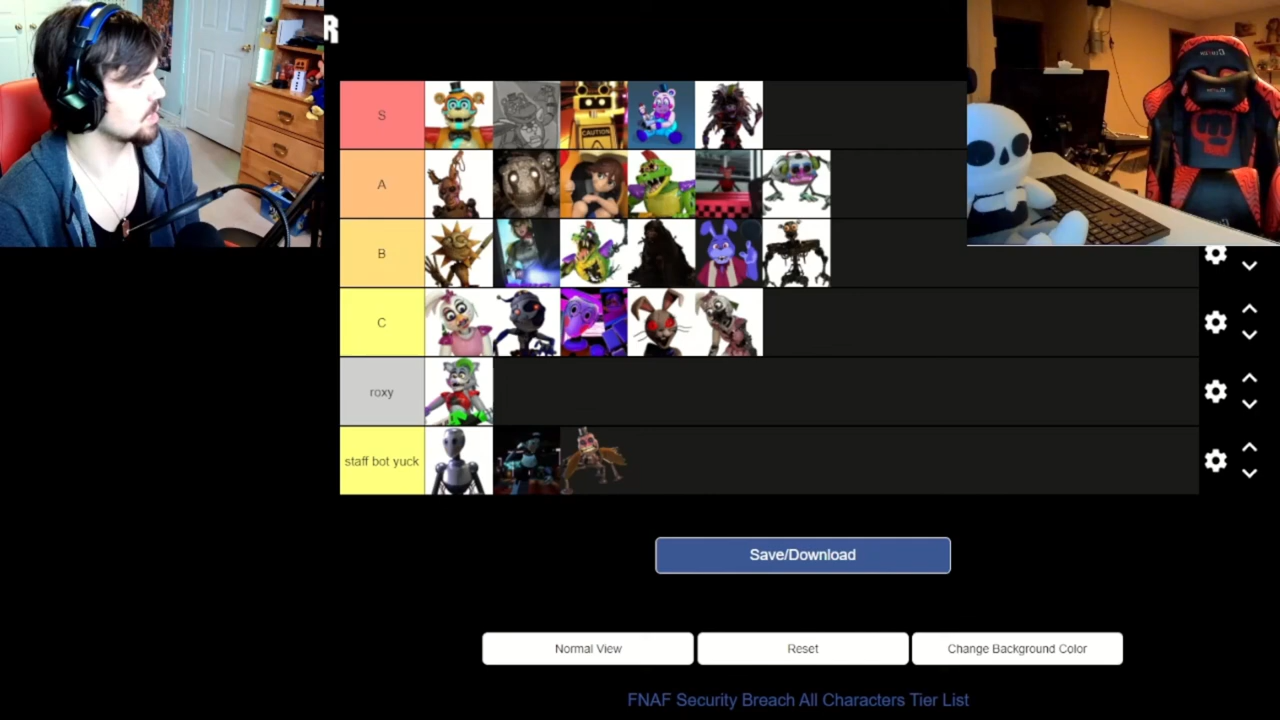 R
S
CAUTION
A
B
C
roxy
staff bot yuck
Save/Download
Normal View
Reset
Change Background Color
FNAF Security Breach All Characters Tier List